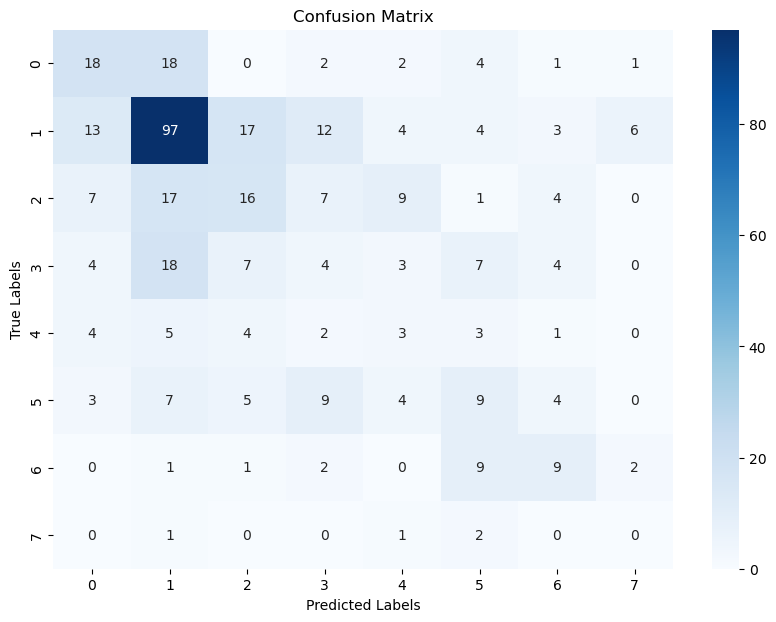 Confusion Matrix
0 18 18 0 2 2 4 1 1
1 13 97 17 12 4 4 3 6
2 7 17 16 7 9 1 4 0
3 4 18 7 4 3 7 4 0
4 4 5 4 2 3 3 1 0
5 3 7 5 9 4 9 4 0
6 0 1 1 2 0 9 9 2
7 0 1 0 0 1 2 0 0
0 1 2 3 4 5 6 7
Predicted Labels
True Labels
80
60
40
20
0